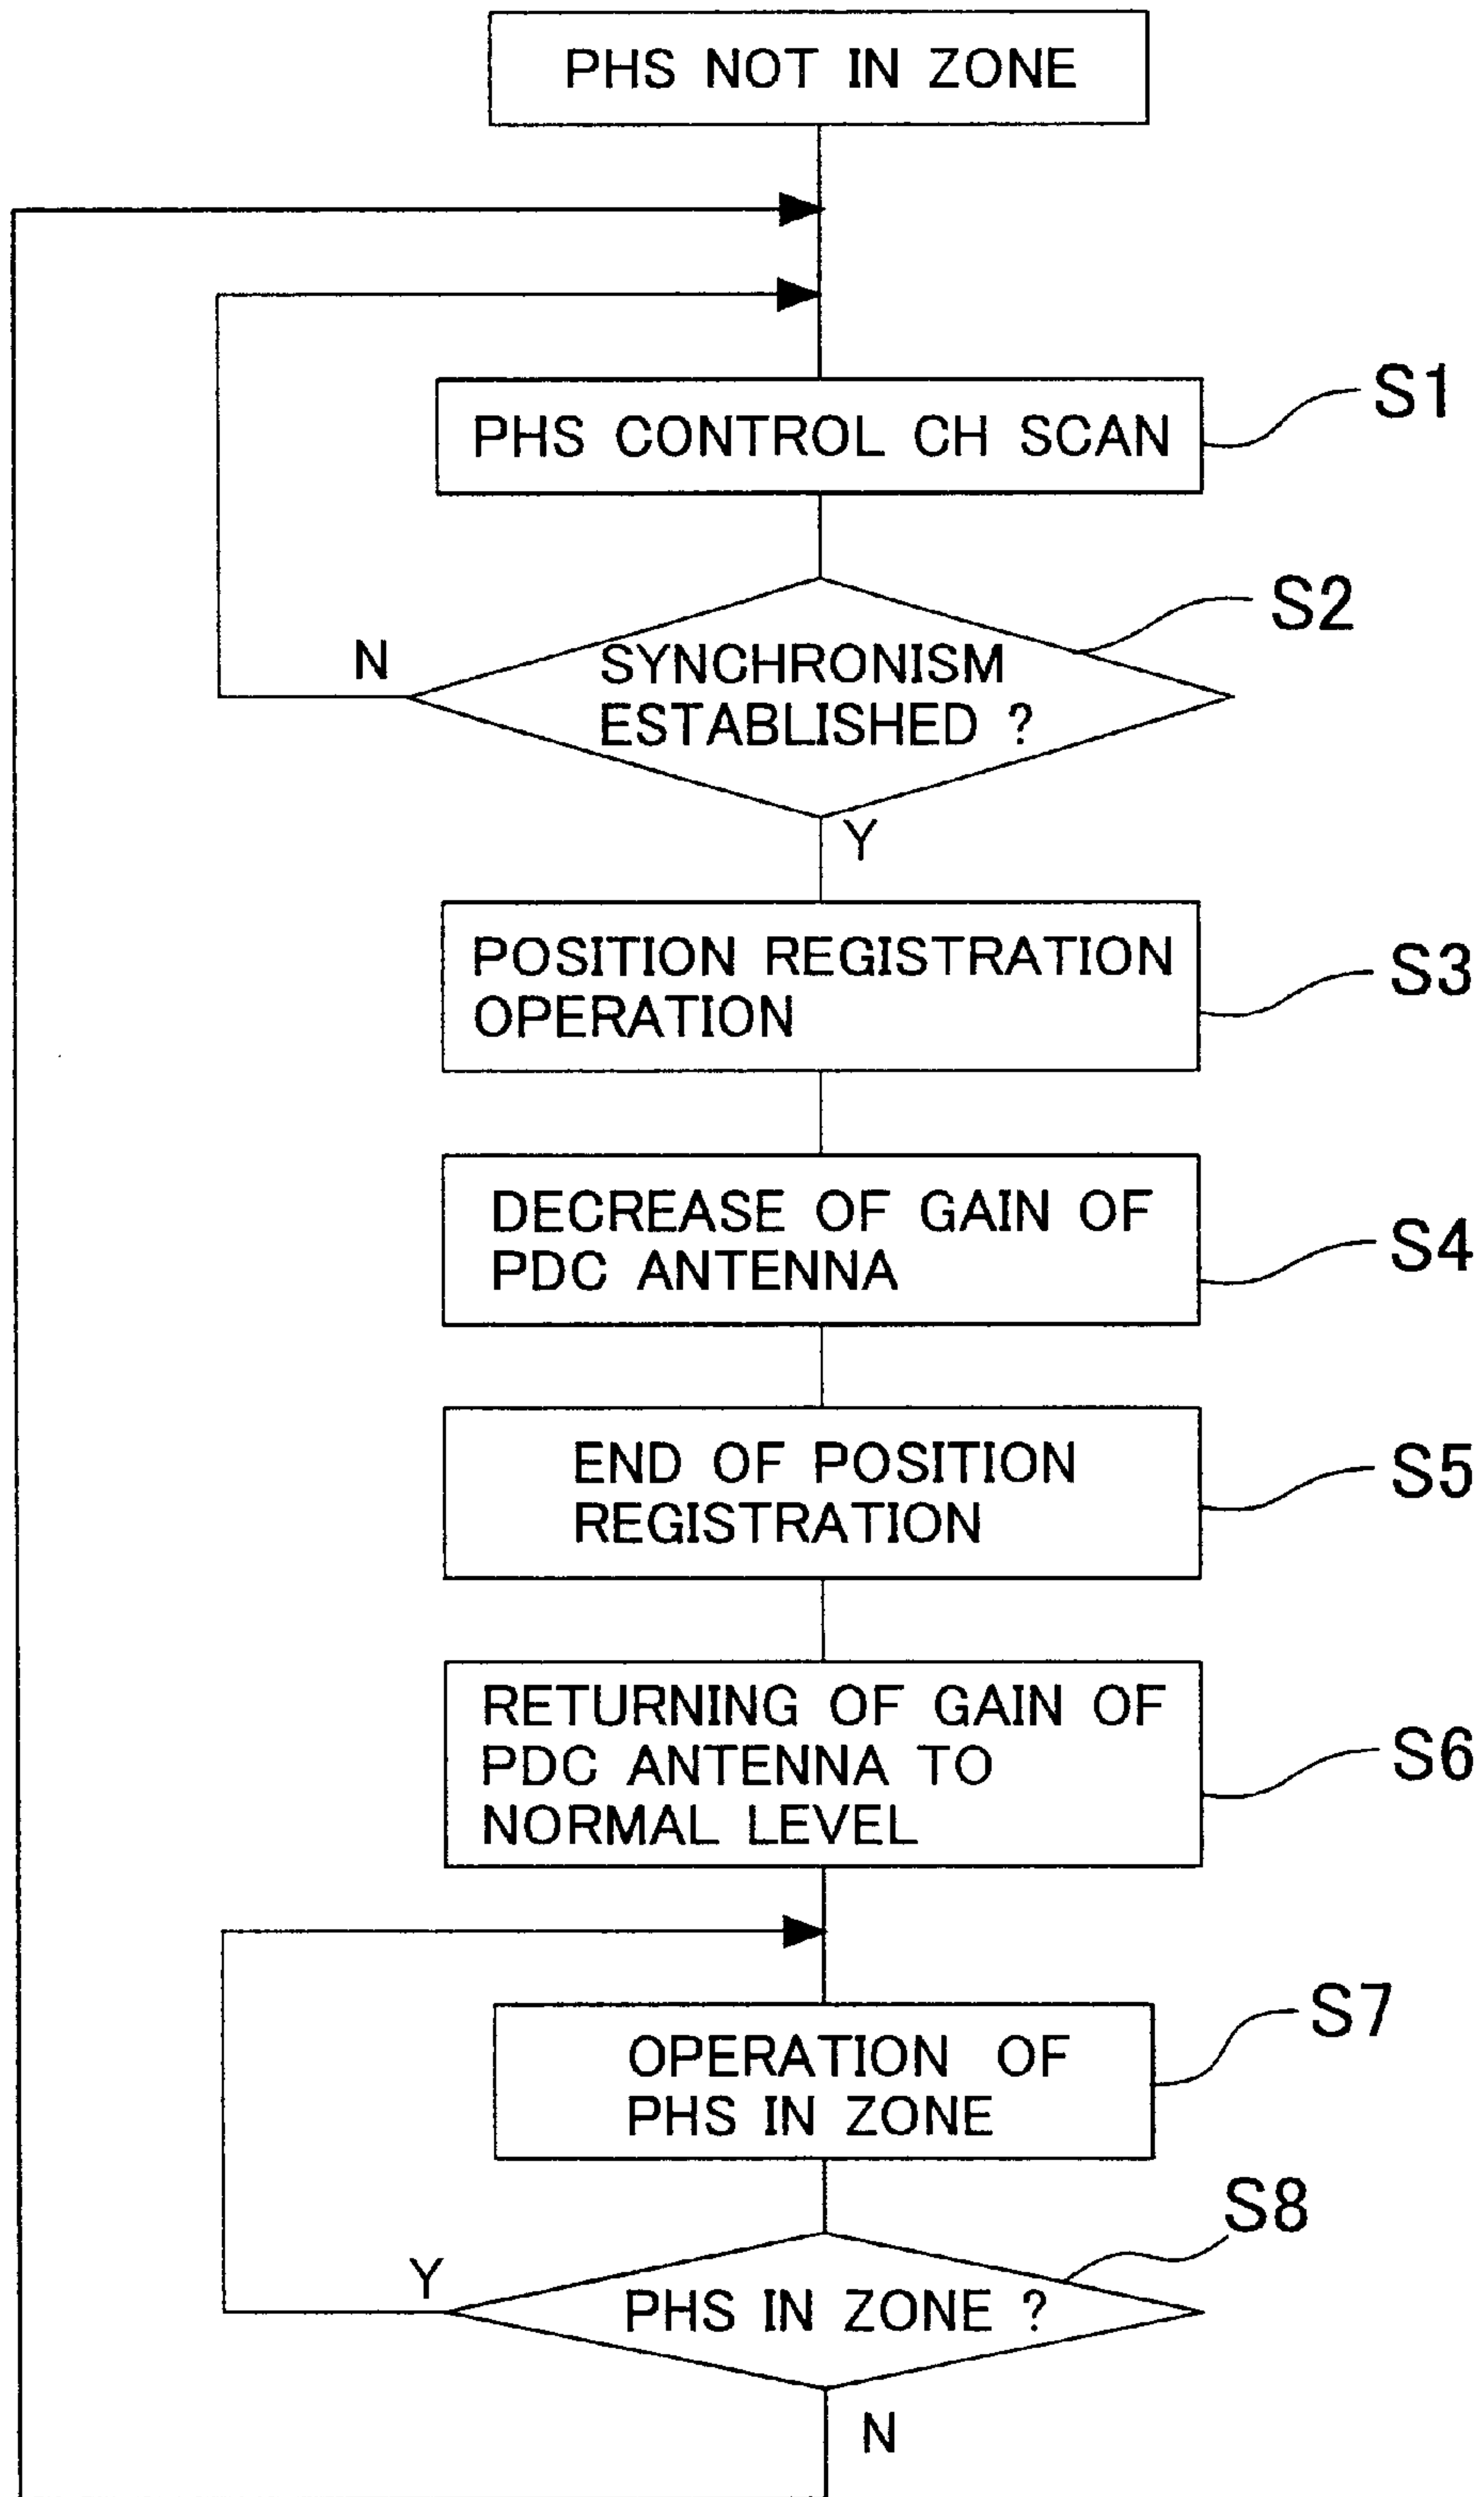 PHS NOT IN ZONE
PHS CONTROL CH SCAN
S1
SYNCHRONISM
ESTABLISHED ?
S2
N
Y
POSITION REGISTRATION
OPERATION
S3
DECREASE OF GAIN OF
PDC ANTENNA
S4
END OF POSITION
REGISTRATION
S5
RETURNING OF GAIN OF
PDC ANTENNA TO
NORMAL LEVEL
S6
OPERATION OF
PHS IN ZONE
S7
S8
Y
PHS IN ZONE ?
N